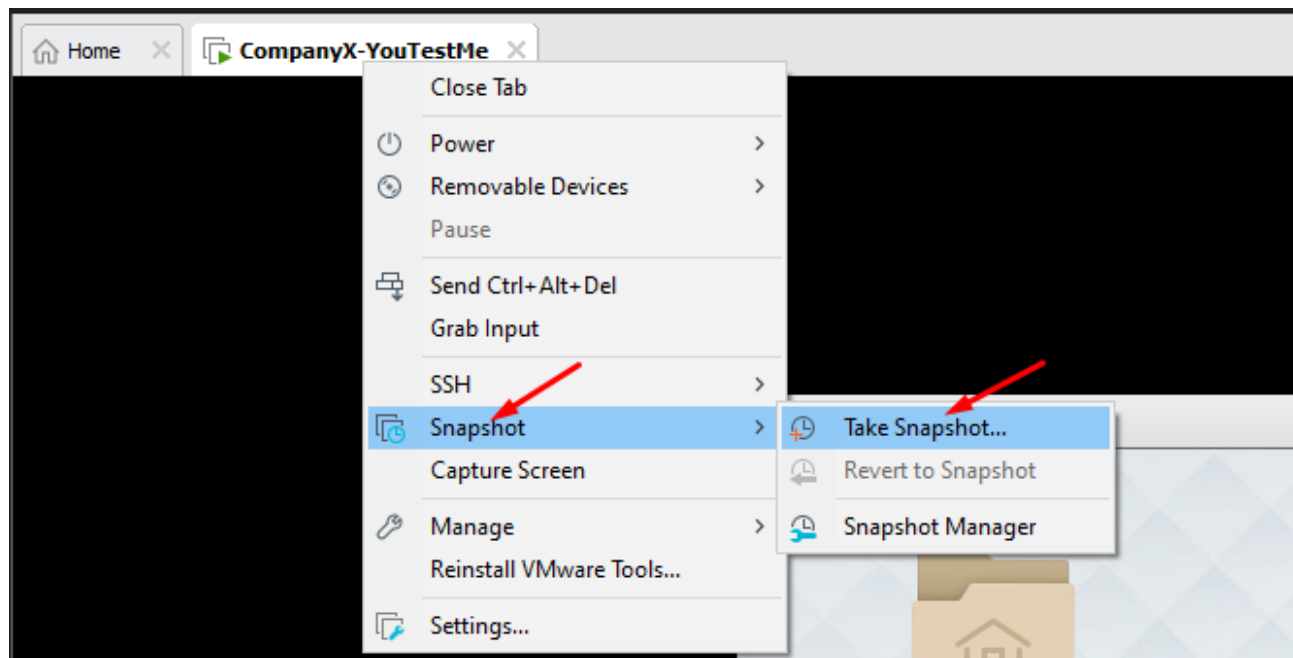 Home
CompanyX-YouTestMe
Close Tab
Power
Removable Devices
Pause
Send Ctrl+Alt+Del
Grab Input
SSH
Snapshot
Take Snapshot...
Capture Screen
Revert to Snapshot
Manage
Snapshot Manager
Reinstall VMware Tools...
Settings...